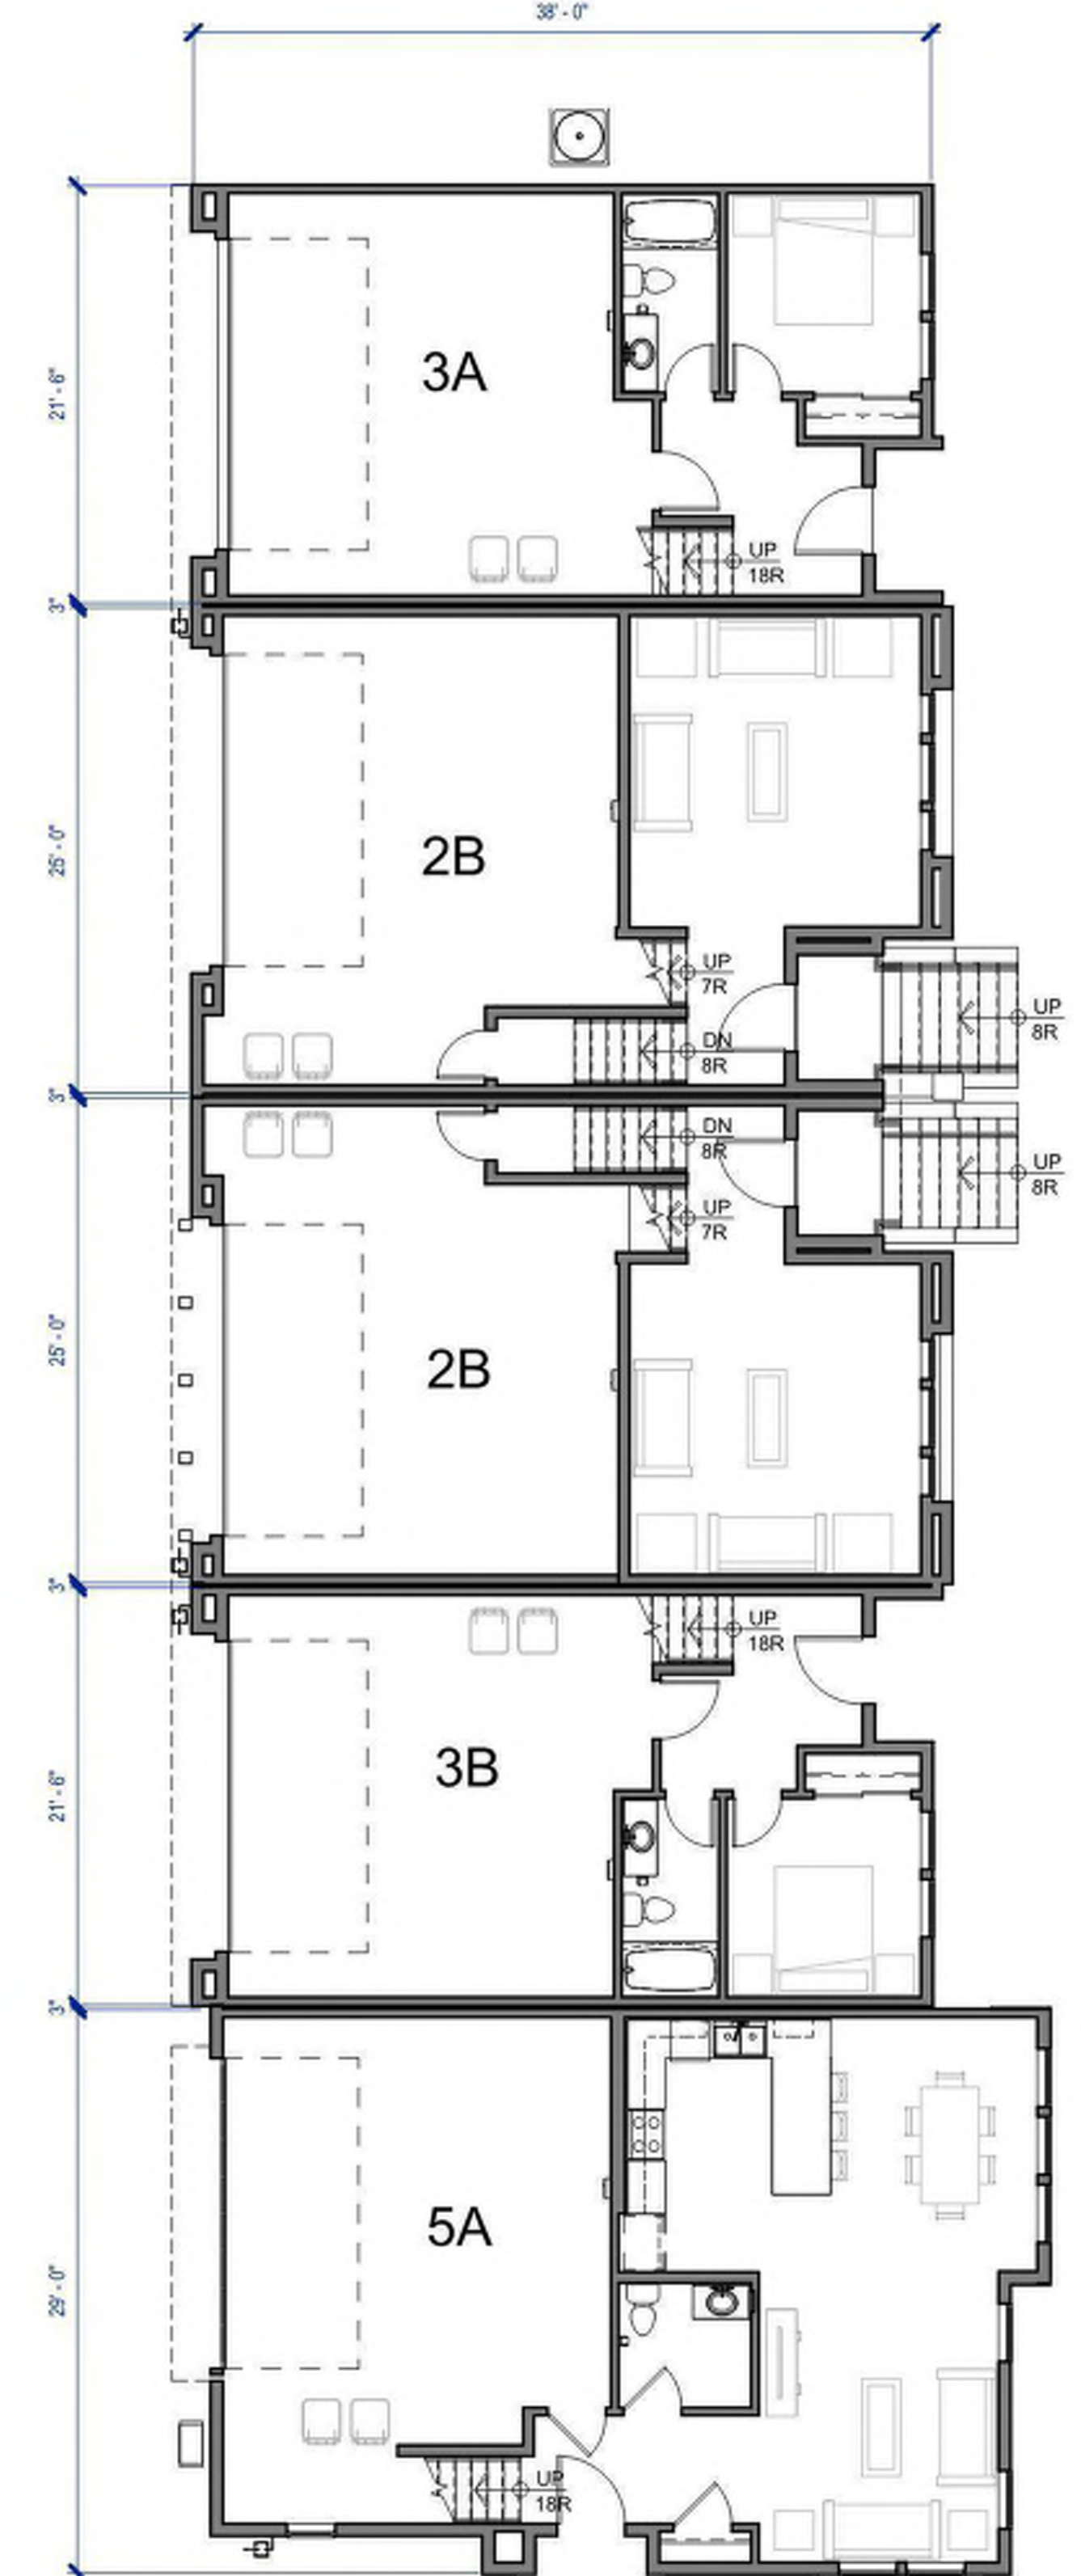 38' - 0"
21' - 6"
3A
UP
18R
3"
25' - 0"
2B
UP
7R
UP
8R
DN
8R
3"
DN
8R
UP
8R
UP
7R
25' - 0"
2B
3"
UP
18R
21' - 6"
3B
3"
5A
29' - 0"
UP
18R